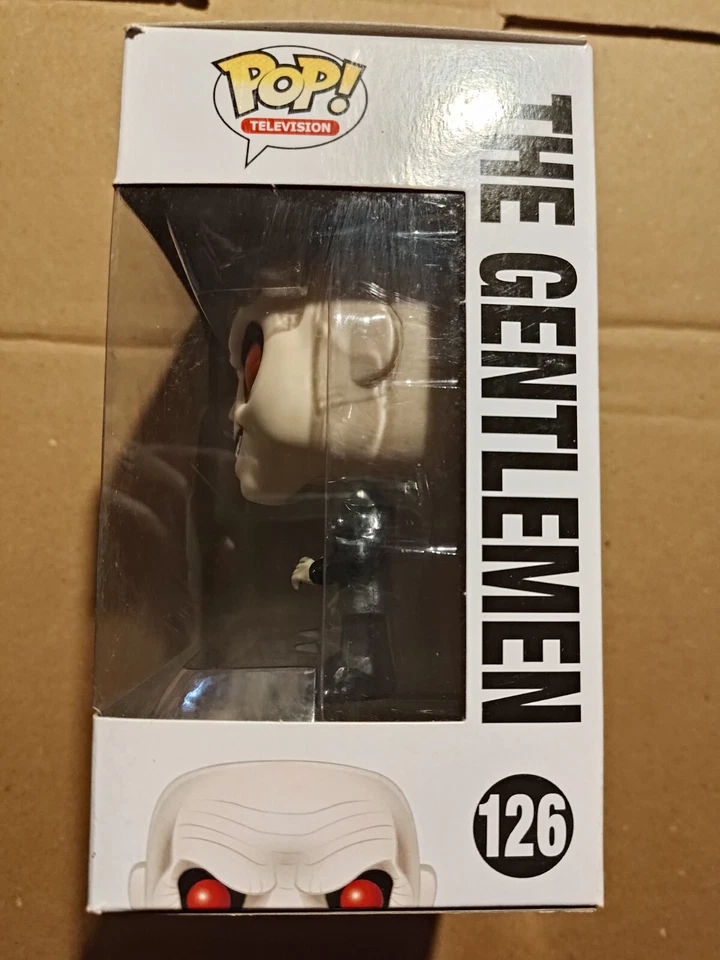 POP!
TELEVISION
THE GENTLEMEN
126